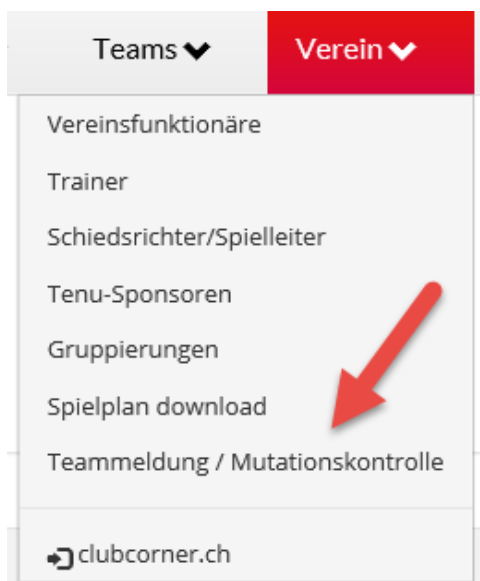 Teams Verein
Vereinsfunktionäre
Trainer
Schiedsrichter/Spielleiter
Tenu-Sponsoren
Gruppierungen
Spielplan download
Teammeldung / Mutationskontrolle
clubcorner.ch